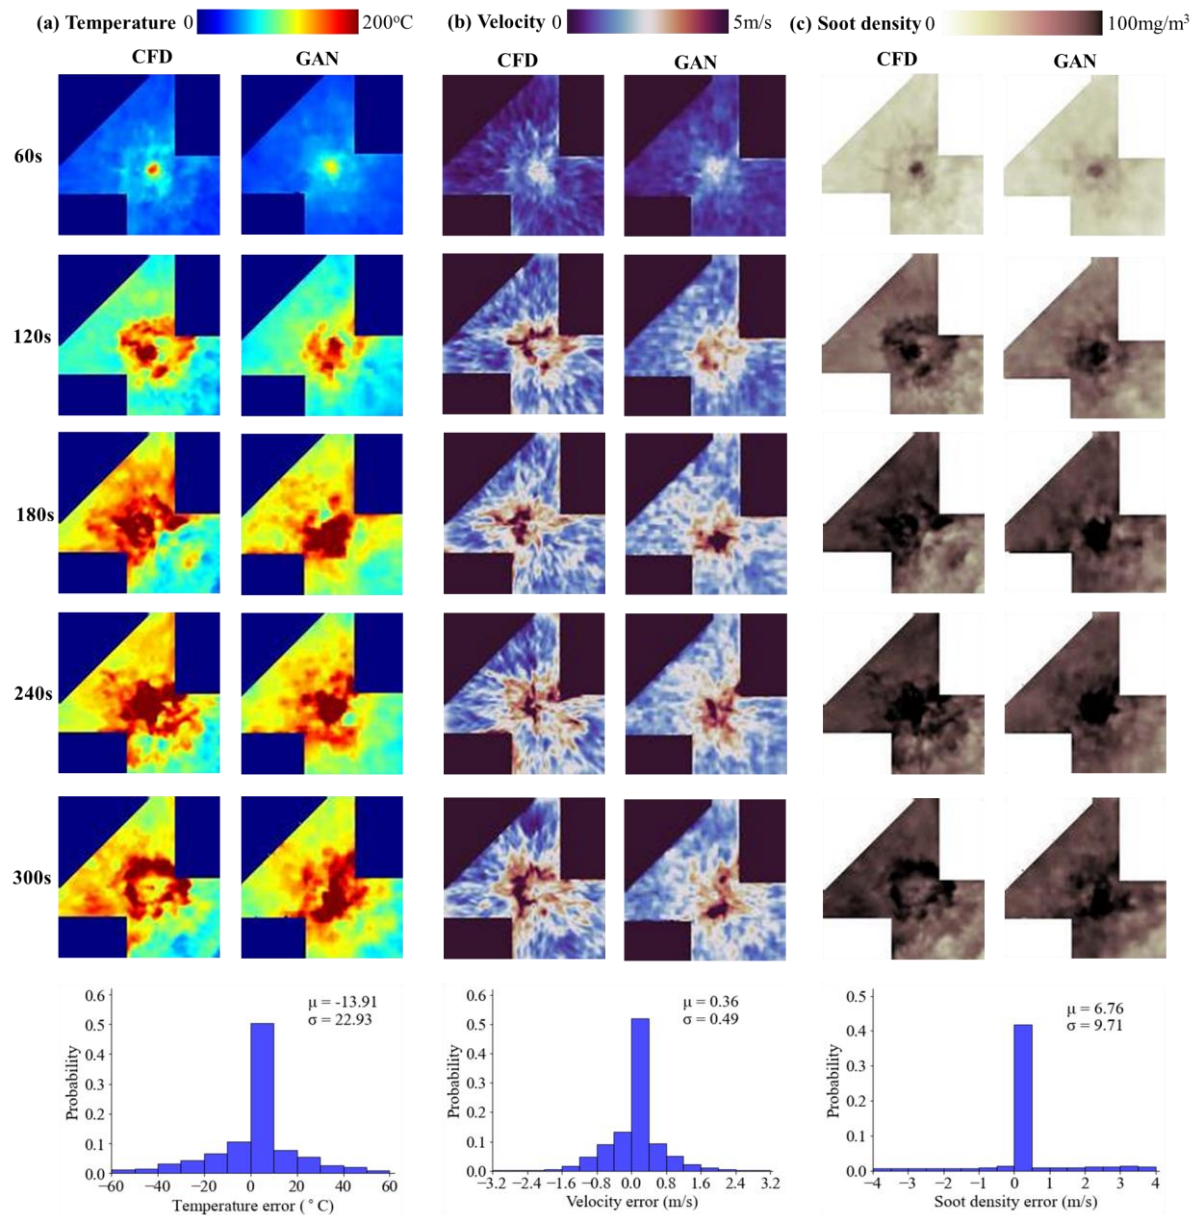 (a) Temperature 0 200°C (b) Velocity 0 5m/s (c) Soot density 0 100mg/m³
CFD GAN CFD GAN CFD GAN
60s
120s
180s
240s
300s
0.6
0.5
0.4
0.3
0.2
0.1
0.0
Probability
μ = -13.91
σ = 22.93
−60 −40 −20 0 20 40 60
Temperature error (°C)
0.6
0.5
0.4
0.3
0.2
0.1
0.0
Probability
μ = 0.36
σ = 0.49
−3.2 −2.4 −1.6 −0.8 0.0 0.8 1.6 2.4 3.2
Velocity error (m/s)
0.5
0.4
0.3
0.2
0.1
0.0
Probability
μ = 6.76
σ = 9.71
−4 −3 −2 −1 0 1 2 3 4
Soot density error (m/s)